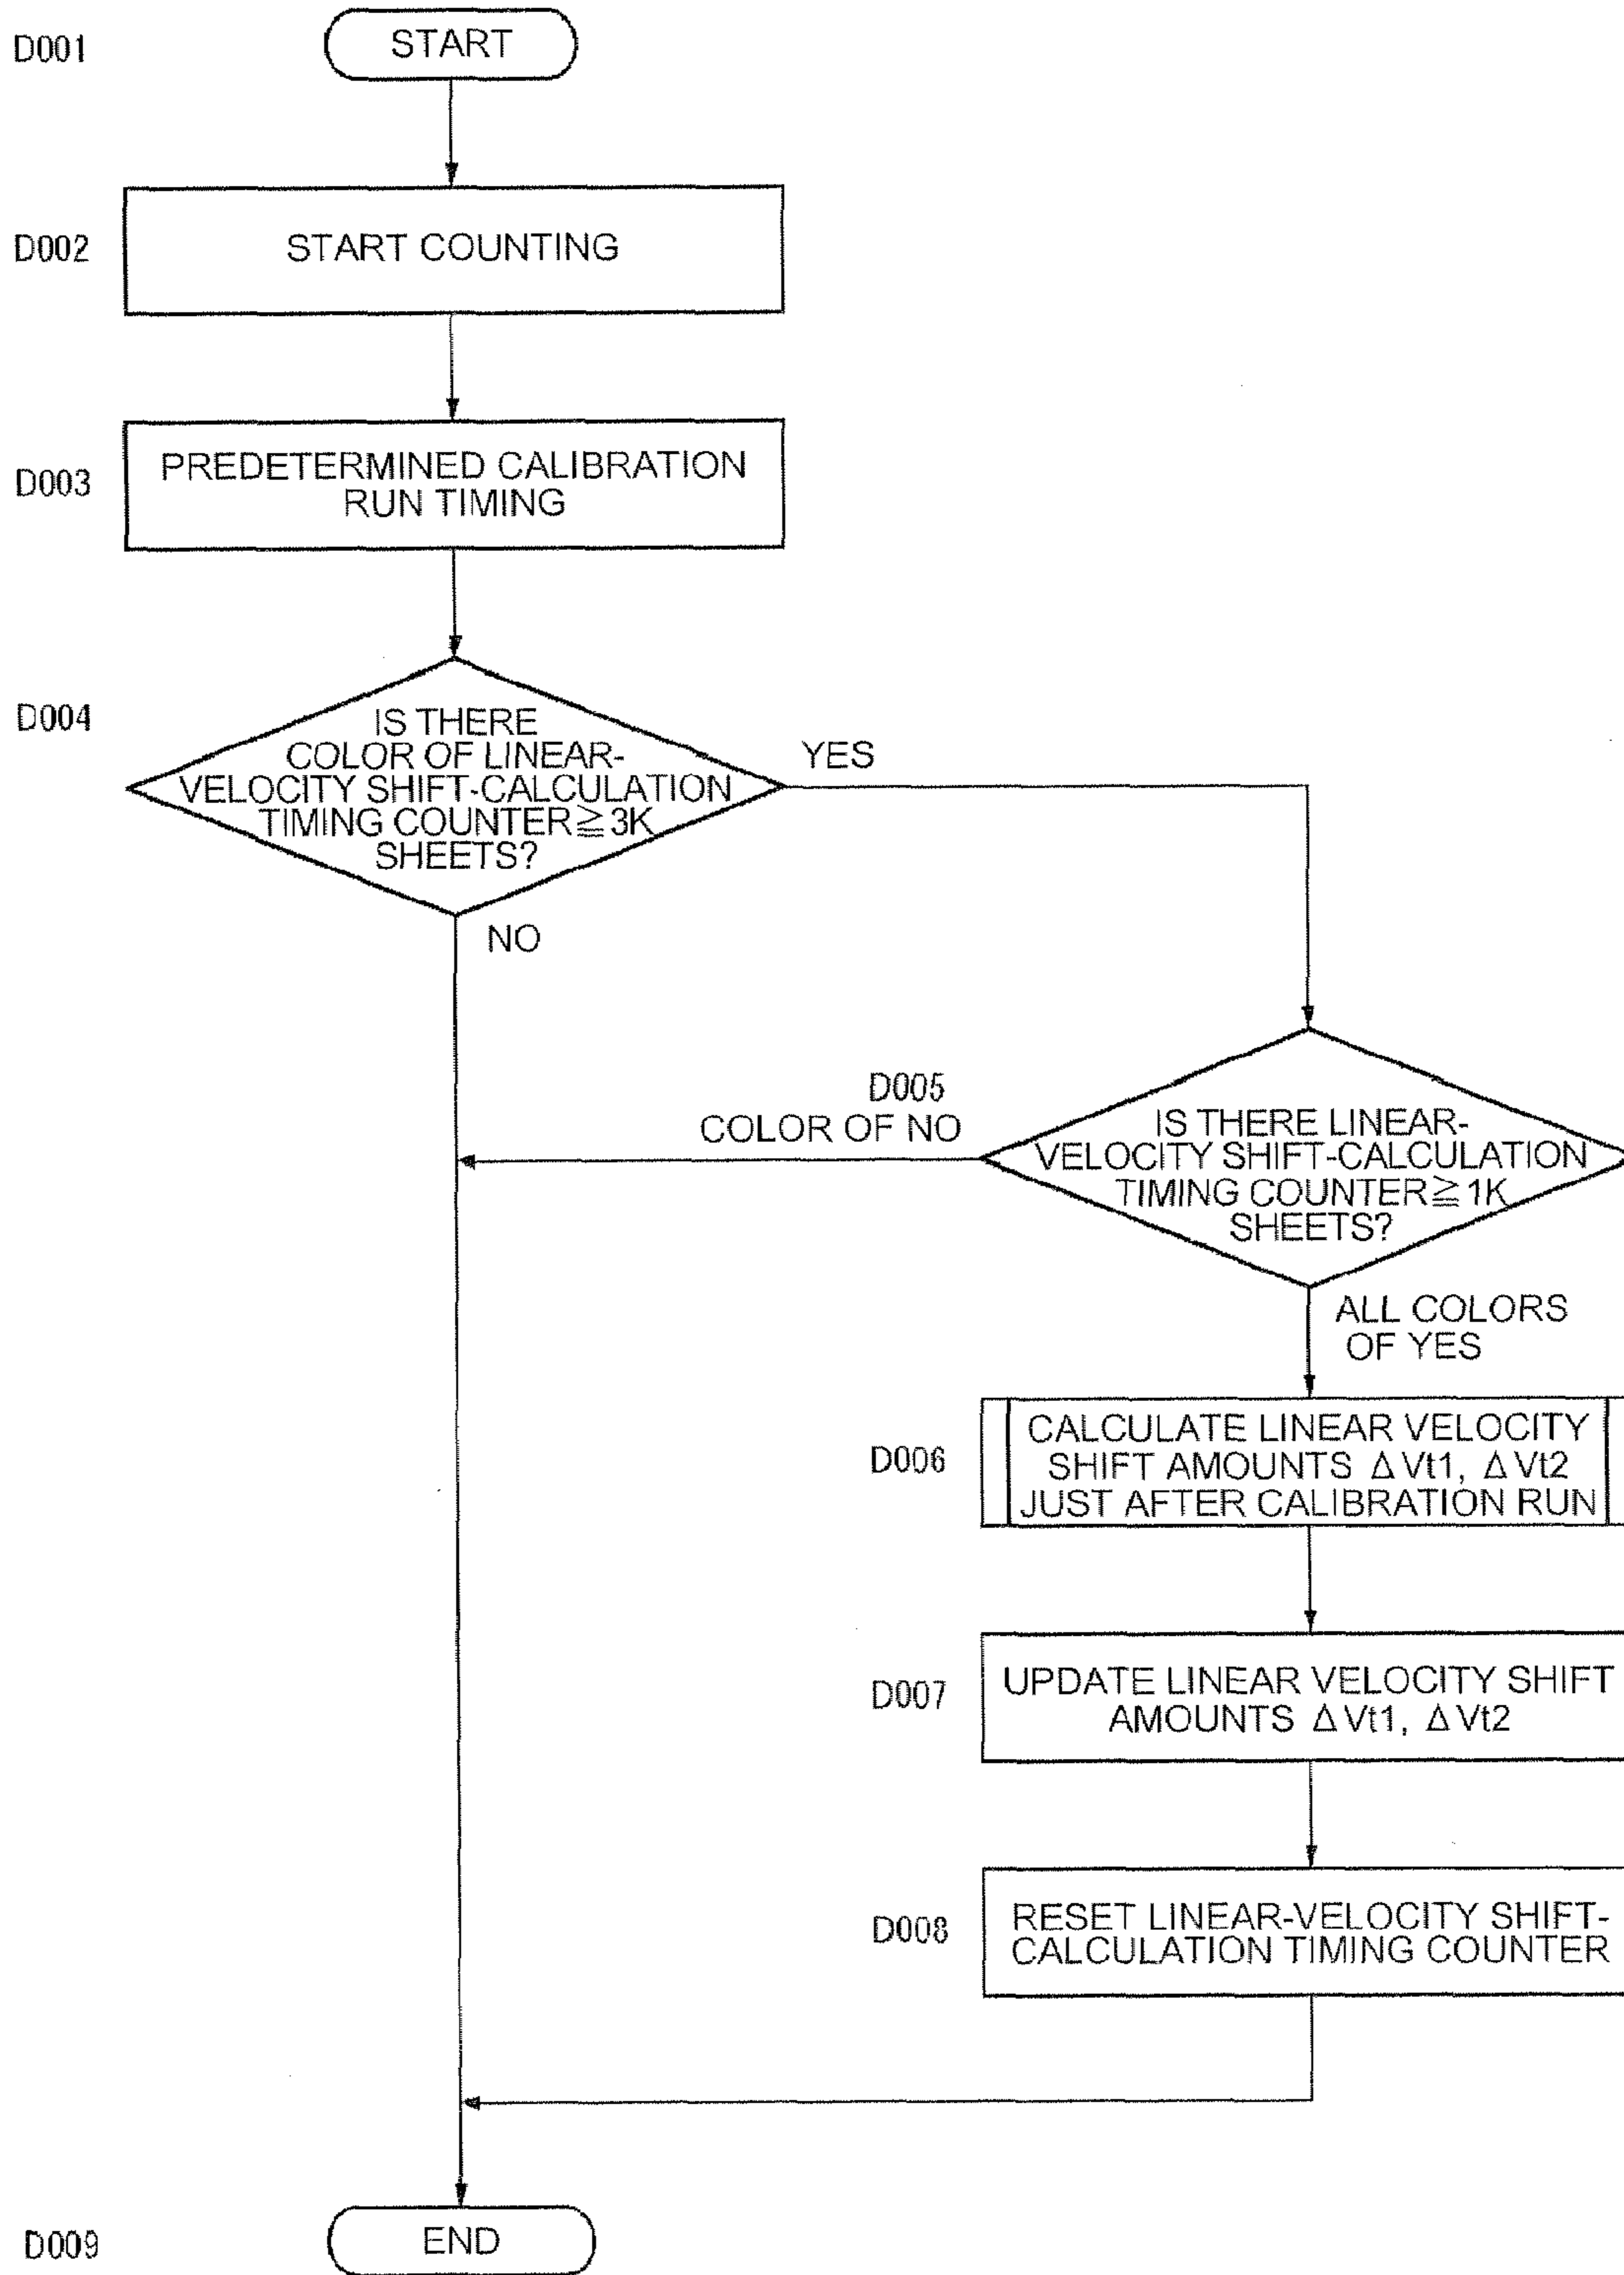 D001
START
D002
START COUNTING
D003
PREDETERMINED CALIBRATION
RUN TIMING
D004
IS THERE
COLOR OF LINEAR-
VELOCITY SHIFT-CALCULATION
TIMING COUNTER≧3K
SHEETS?
YES
NO
D005
COLOR OF NO
IS THERE LINEAR-
VELOCITY SHIFT-CALCULATION
TIMING COUNTER≧1K
SHEETS?
ALL COLORS
OF YES
D006
CALCULATE LINEAR VELOCITY
SHIFT AMOUNTS ΔVt1, ΔVt2
JUST AFTER CALIBRATION RUN
D007
UPDATE LINEAR VELOCITY SHIFT
AMOUNTS ΔVt1, ΔVt2
D008
RESET LINEAR-VELOCITY SHIFT-
CALCULATION TIMING COUNTER
D009
END